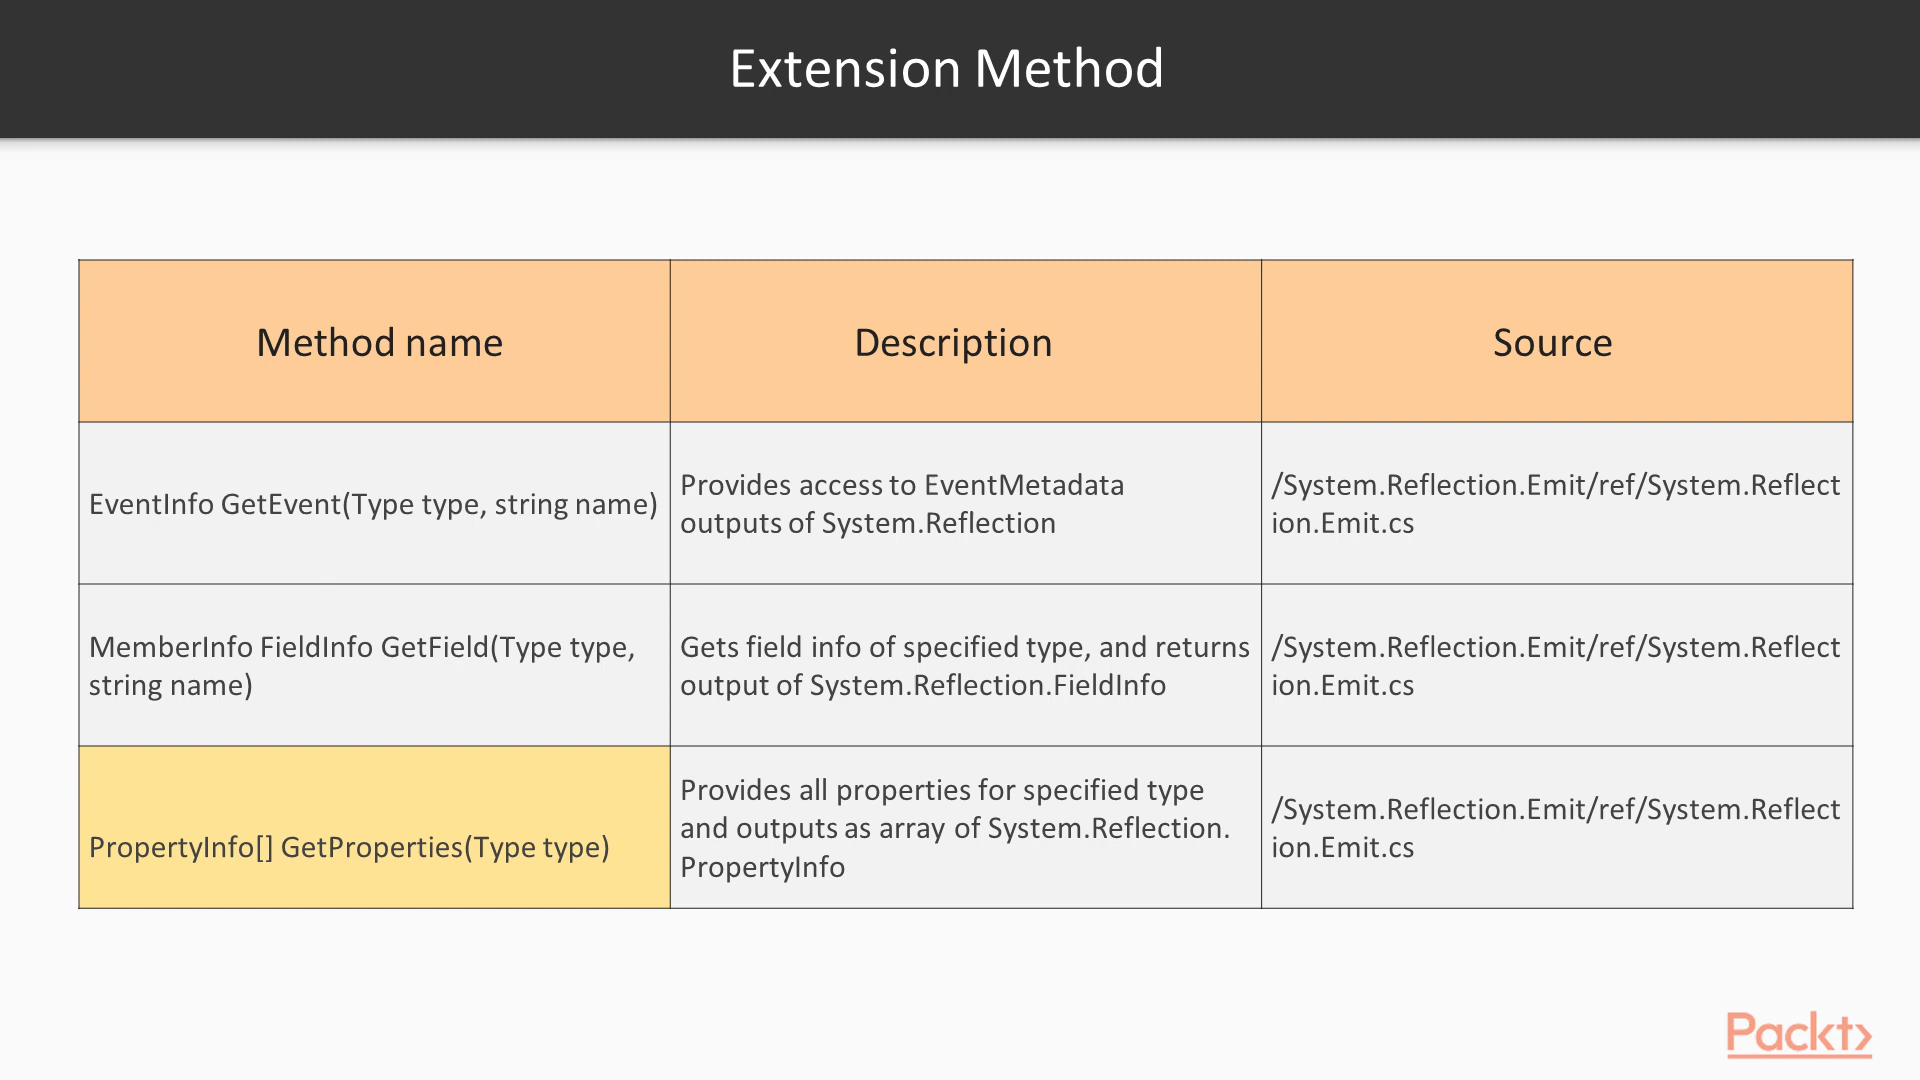 Extension Method
Method name
Description
Source
EventInfo GetEvent(Type type, string name)
Provides access to EventMetadata
outputs of System.Reflection
/System.Reflection.Emit/ref/System.Reflect
ion.Emit.cs
MemberInfo FieldInfo GetField(Type type,
string name)
Gets field info of specified type, and returns
output of System.Reflection.FieldInfo
/System.Reflection.Emit/ref/System.Reflect
ion.Emit.cs
PropertyInfo[] GetProperties(Type type)
Provides all properties for specified type
and outputs as array of System.Reflection.
PropertyInfo
/System.Reflection.Emit/ref/System.Reflect
ion.Emit.cs
Packt>